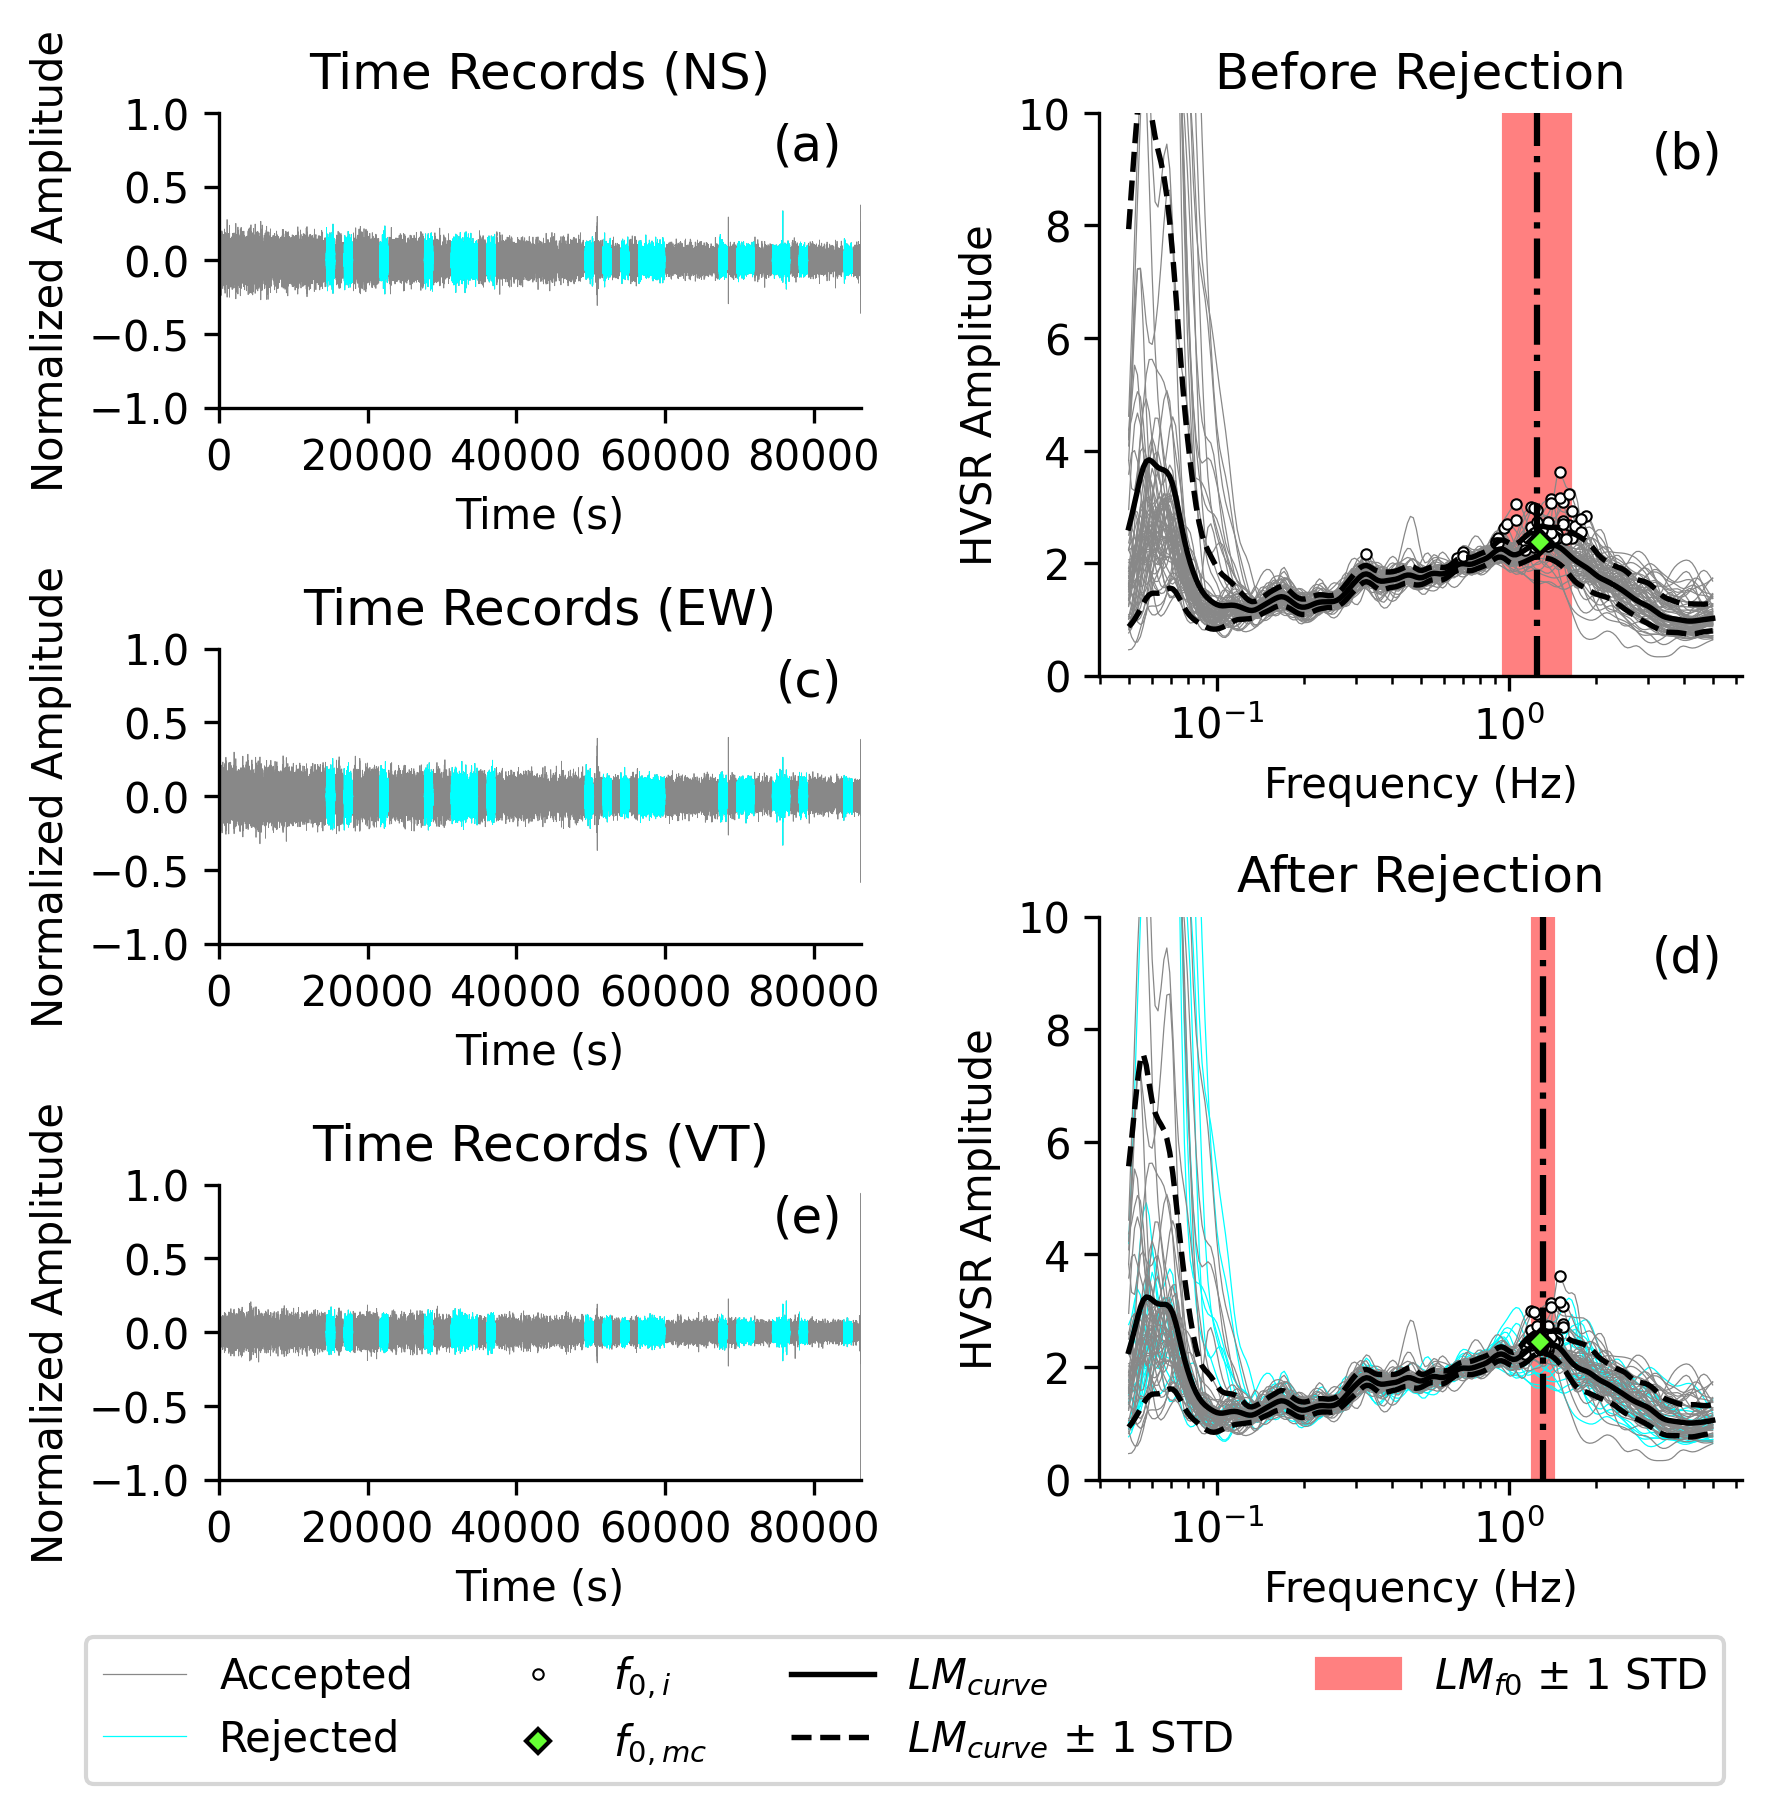 Time Records (NS)
Normalized Amplitude
1.0
0.5
0.0
−0.5
−1.0
(a)
0 20000 40000 60000 80000
Time (s)
Before Rejection
HVSR Amplitude
10
8
6
4
2
0
(b)
10⁻¹ 10⁰
Frequency (Hz)
Time Records (EW)
Normalized Amplitude
1.0
0.5
0.0
−0.5
−1.0
(c)
0 20000 40000 60000 80000
Time (s)
After Rejection
HVSR Amplitude
10
8
6
4
2
0
(d)
10⁻¹ 10⁰
Frequency (Hz)
Time Records (VT)
Normalized Amplitude
1.0
0.5
0.0
−0.5
−1.0
(e)
0 20000 40000 60000 80000
Time (s)
Accepted
Rejected
f0,i
f0,mc
LMcurve
LMcurve ± 1 STD
LMf0 ± 1 STD